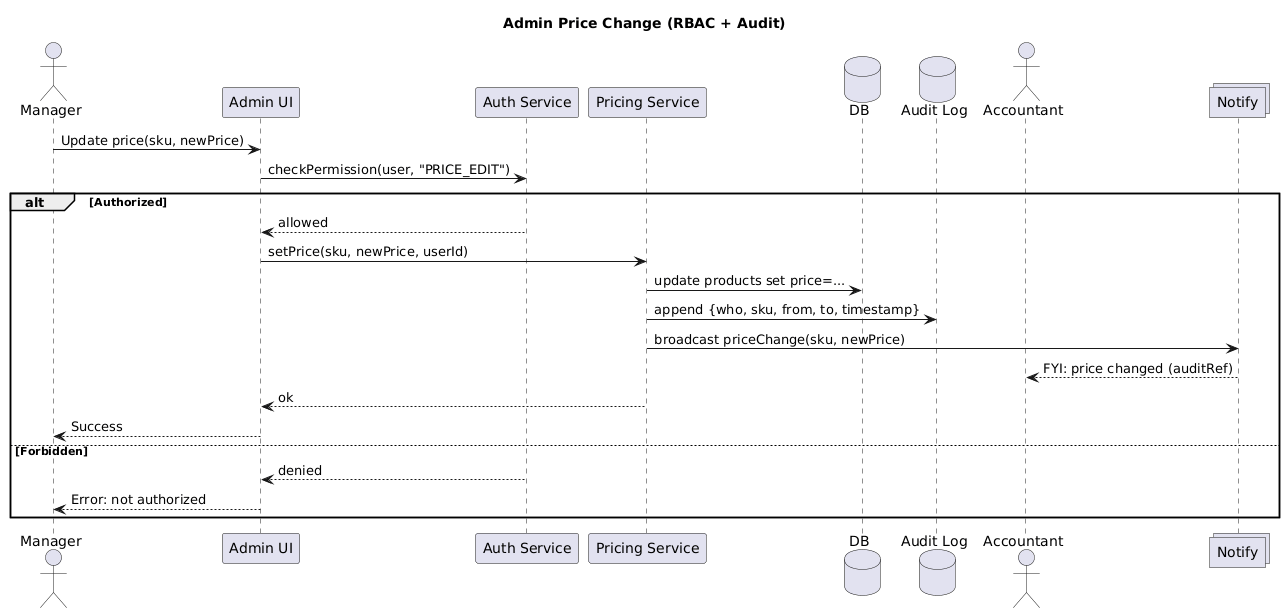 Admin Price Change (RBAC + Audit)
Manager
Admin UI
Auth Service
Pricing Service
DB
Audit Log
Accountant
Notify
Update price(sku, newPrice)
checkPermission(user, "PRICE_EDIT")
alt
[Authorized]
allowed
setPrice(sku, newPrice, userId)
update products set price=...
append {who, sku, from, to, timestamp}
broadcast priceChange(sku, newPrice)
FYI: price changed (auditRef)
ok
Success
[Forbidden]
denied
Error: not authorized
Manager
Admin UI
Auth Service
Pricing Service
DB
Audit Log
Accountant
Notify